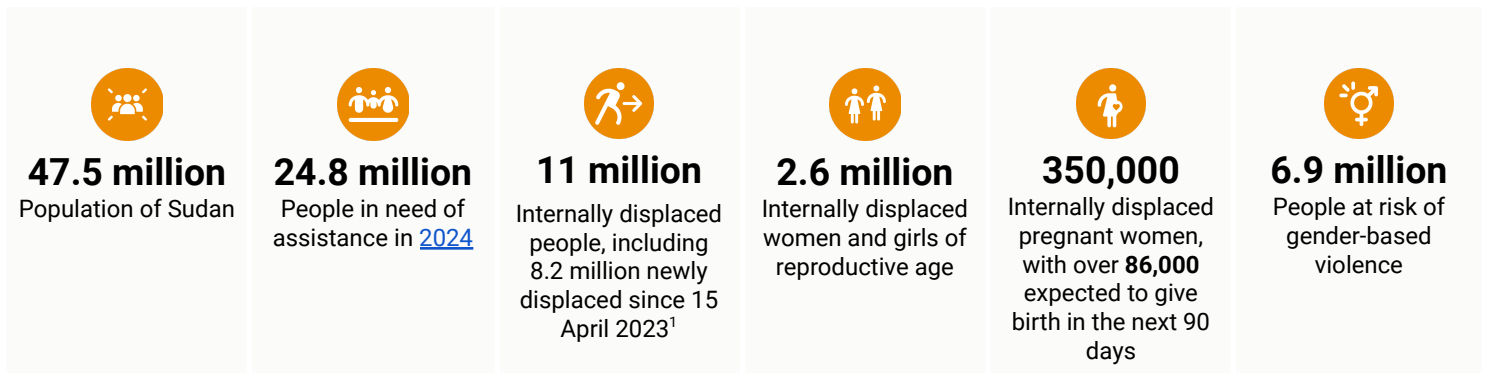 47.5 million
Population of Sudan
24.8 million
People in need of
assistance in 2024
11 million
Internally displaced
people, including
8.2 million newly
displaced since 15
April 2023¹
2.6 million
Internally displaced
women and girls of
reproductive age
350,000
Internally displaced
pregnant women,
with over 86,000
expected to give
birth in the next 90
days
6.9 million
People at risk of
gender-based
violence